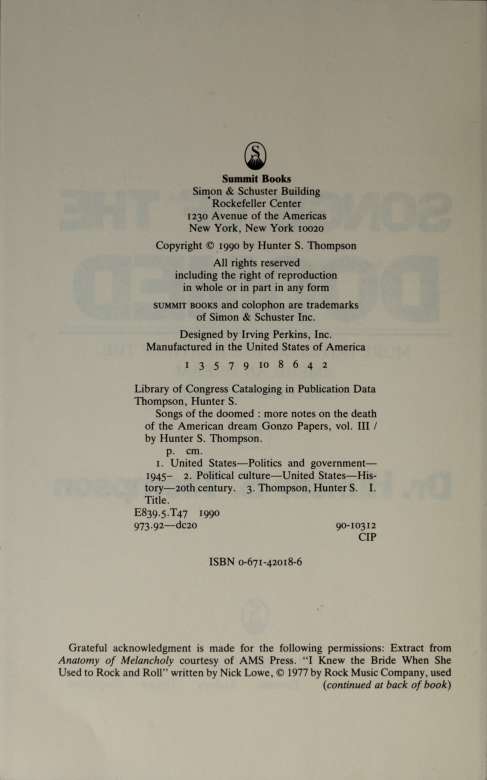 Summit Books
Simon & Schuster Building
Rockefeller Center
1230 Avenue of the Americas
New York, New York 10020
Copyright © 1990 by Hunter S. Thompson
All rights reserved
including the right of reproduction
in whole or in part in any form
SUMMIT BOOKS and colophon are trademarks
of Simon & Schuster Inc.
Designed by Irving Perkins, Inc.
Manufactured in the United States of America
1 3 5 7 9 10 8 6 4 2
Library of Congress Cataloging in Publication Data
Thompson, Hunter S.
Songs of the doomed : more notes on the death
of the American dream Gonzo Papers, vol. III /
by Hunter S. Thompson.
p. cm.
1. United States—Politics and government—
1945– 2. Political culture—United States—His-
tory—20th century. 3. Thompson, Hunter S. I.
Title.
E839.5.T47 1990
973.92—dc20 90-10312
CIP
ISBN 0-671-42018-6
Grateful acknowledgment is made for the following permissions: Extract from
Anatomy of Melancholy courtesy of AMS Press. "I Knew the Bride When She
Used to Rock and Roll" written by Nick Lowe, © 1977 by Rock Music Company, used
(continued at back of book)